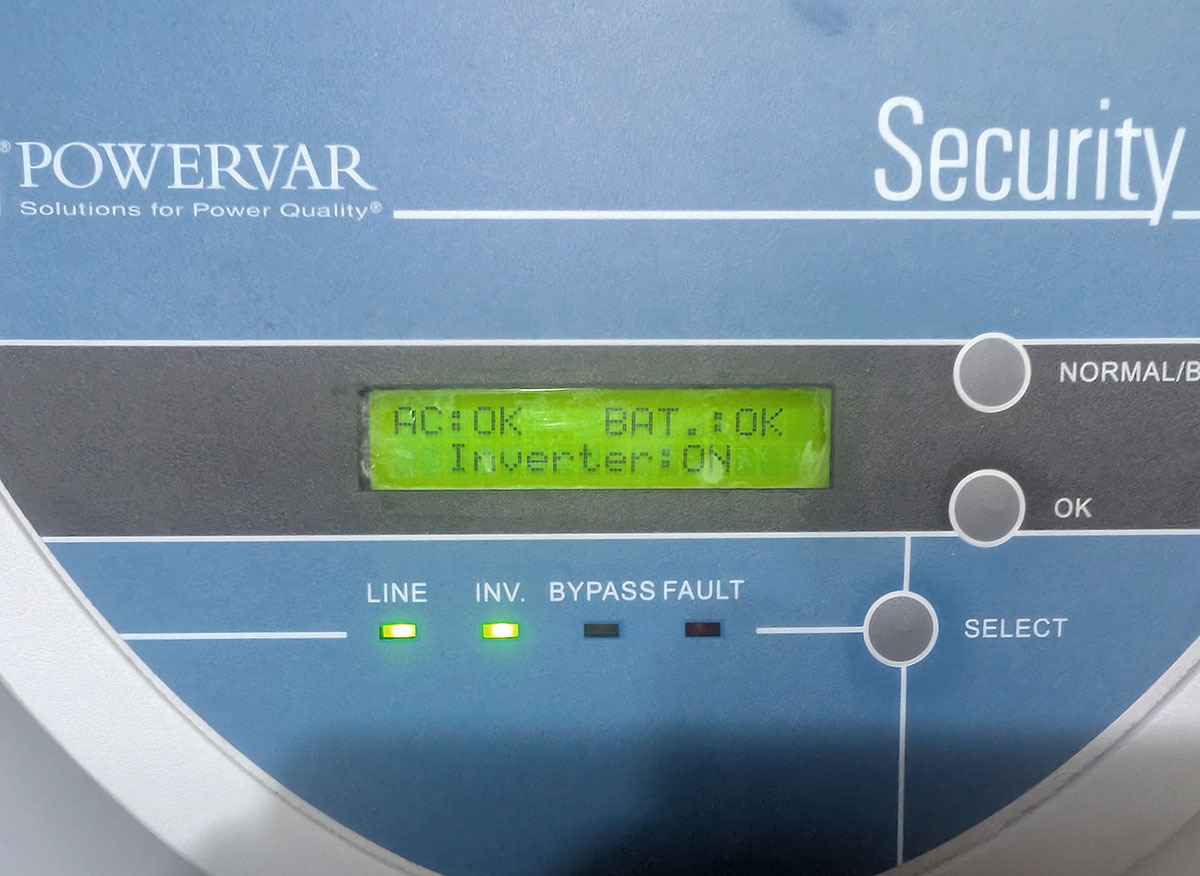 ® POWERVAR
Solutions for Power Quality®
Security
AC:OK BAT.:OK
Inverter:ON
NORMAL/B
OK
LINE INV. BYPASS FAULT
SELECT